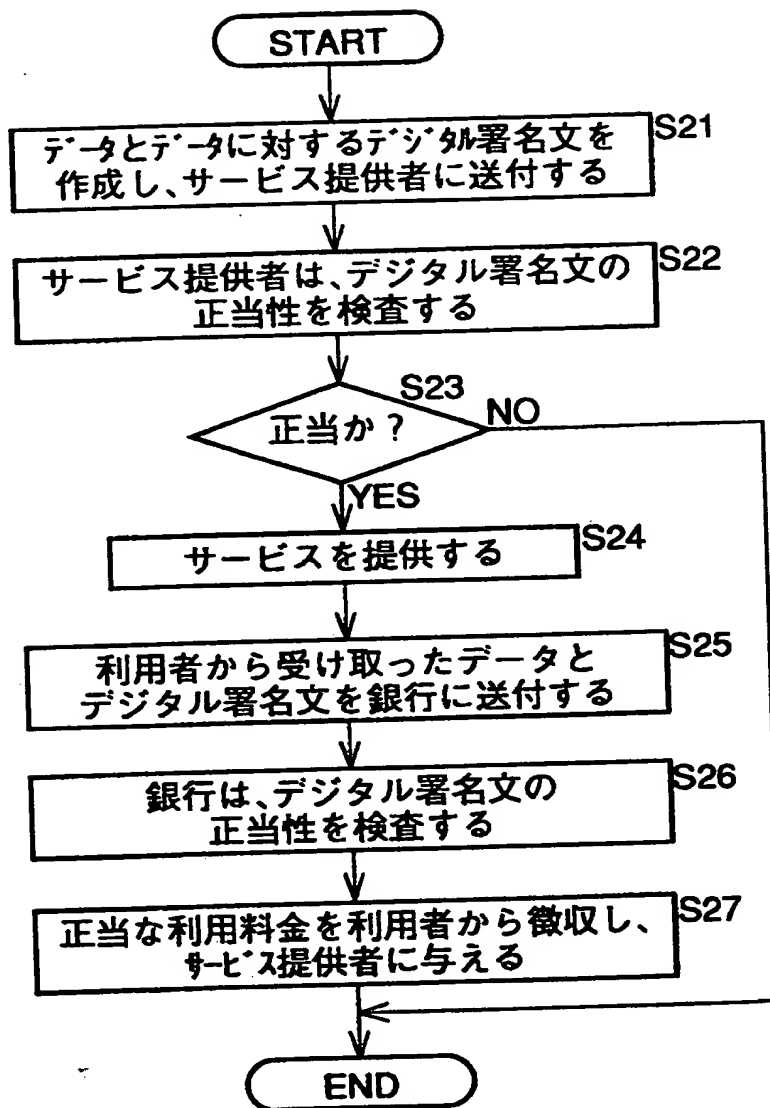 START
S21
データとデータに対するデジタル署名文を
作成し、サービス提供者に送付する
S22
サービス提供者は、デジタル署名文の
正当性を検査する
S23
正当か？
NO
YES
サービスを提供する
S24
S25
利用者から受け取ったデータと
デジタル署名文を銀行に送付する
S26
銀行は、デジタル署名文の
正当性を検査する
S27
正当な利用料金を利用者から徴収し、
サービス提供者に与える
END